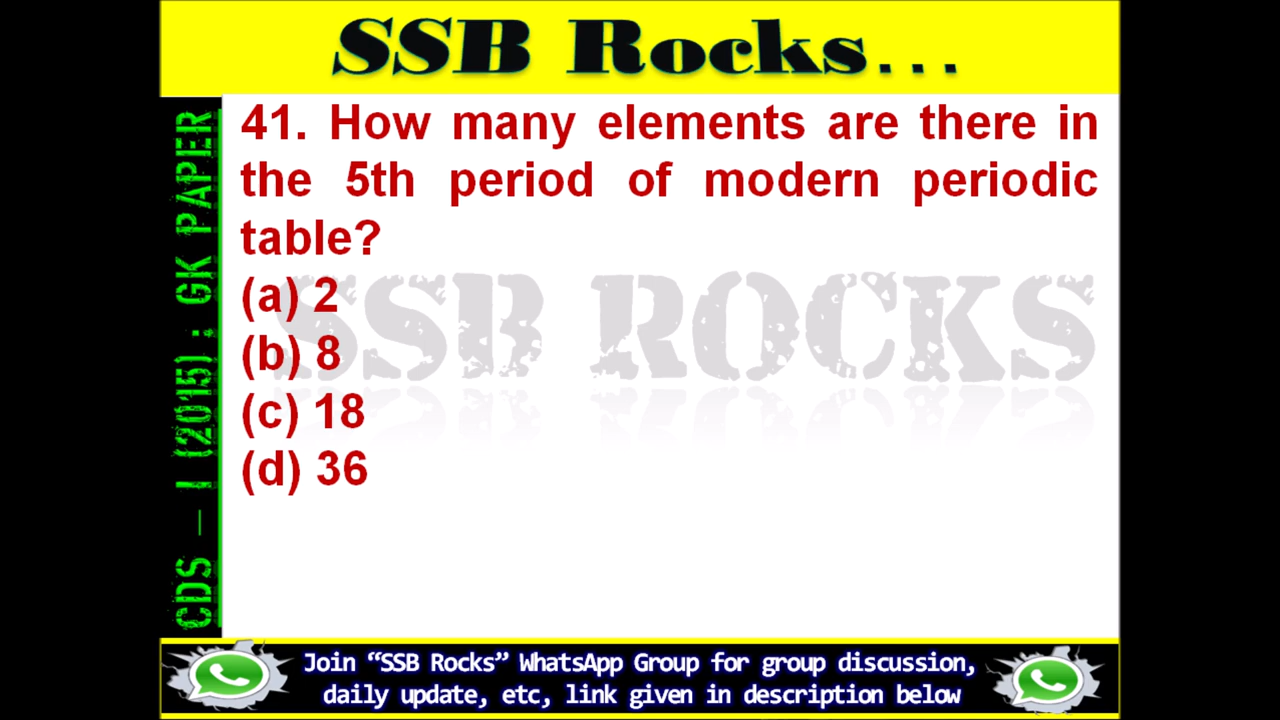 SSB Rocks...
CDS – I (2015) : GK PAPER
41. How many elements are there in
the 5th period of modern periodic
table?
(a) 2
(b) 8
(c) 18
(d) 36
SSB ROCKS
Join “SSB Rocks” WhatsApp Group for group discussion,
daily update, etc, link given in description below